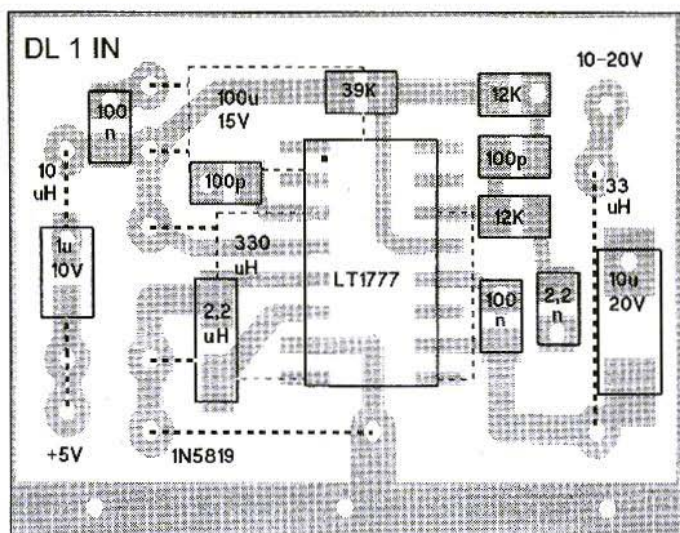 DL 1 IN
10-20V
100
n
100u
15V
39K
12K
10
uH
100p
100p
33
uH
12K
1u
10V
330
uH
LT1777
2,2
uH
100
n
2,2
n
10u
20V
+5V
1N5819